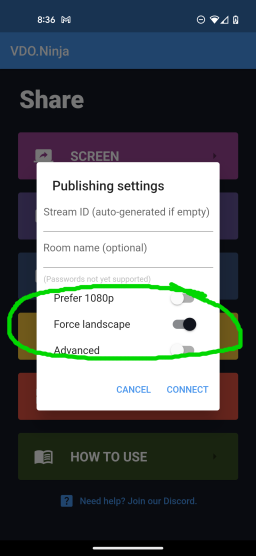 8:36
VDO.Ninja
Share
SCREEN
Publishing settings
Stream ID (auto-generated if empty)
Room name (optional)
(Passwords not yet supported)
Prefer 1080p
Force landscape
Advanced
CANCEL CONNECT
HOW TO USE
Need help? Join our Discord.